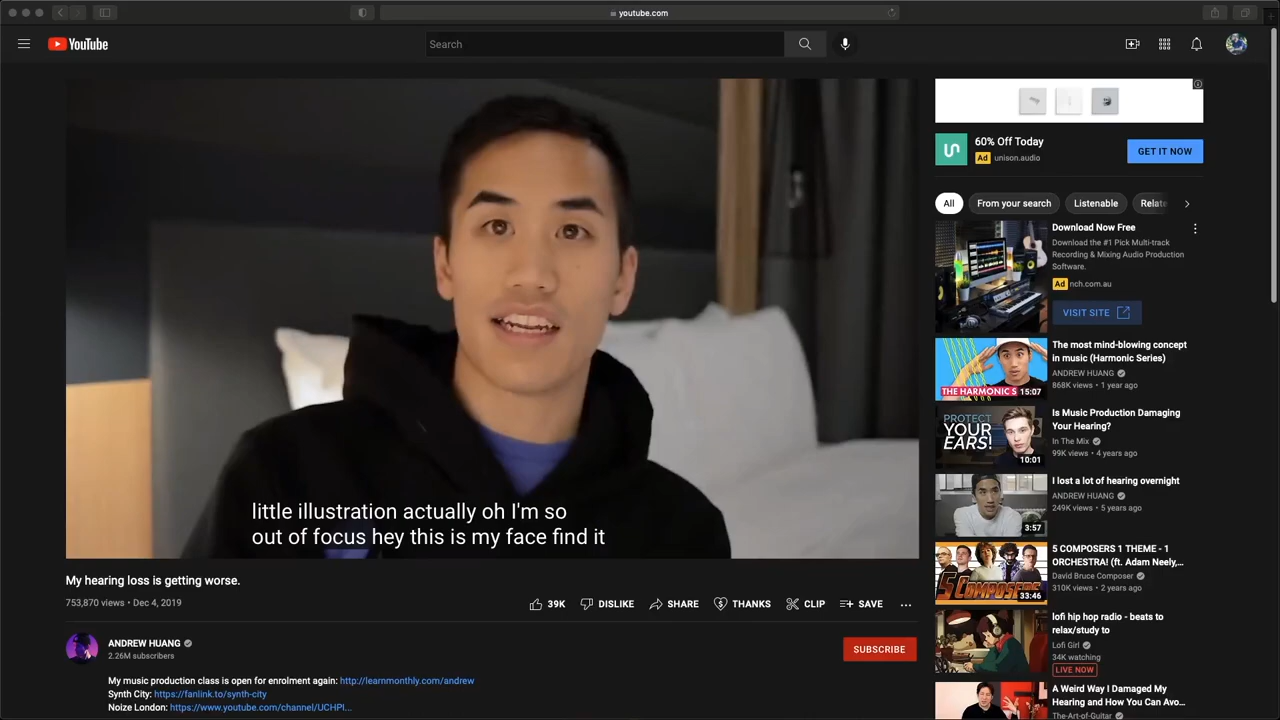 youtube.com
YouTube
Search
little illustration actually oh I'm so
out of focus hey this is my face find it
My hearing loss is getting worse.
753,870 views • Dec 4, 2019
39K
DISLIKE
SHARE
THANKS
CLIP
SAVE
ANDREW HUANG
2.26M subscribers
SUBSCRIBE
My music production class is open for enrolment again: http://learnmonthly.com/andrew
Synth City: https://fanlink.to/synth-city
Noize London: https://www.youtube.com/channel/UCHPI...
60% Off Today
Ad unison.audio
GET IT NOW
All
From your search
Listenable
Relate
Download Now Free
Download the #1 Pick Multi-track
Recording & Mixing Audio Production
Software.
Ad nch.com.au
VISIT SITE
THE HARMONIC S
15:07
The most mind-blowing concept
in music (Harmonic Series)
ANDREW HUANG
868K views • 1 year ago
PROTECT
YOUR
EARS!
10:01
Is Music Production Damaging
Your Hearing?
In The Mix
99K views • 4 years ago
3:57
I lost a lot of hearing overnight
ANDREW HUANG
249K views • 5 years ago
5 COMPOSERS
33:46
5 COMPOSERS 1 THEME - 1
ORCHESTRA! (ft. Adam Neely,...
David Bruce Composer
310K views • 2 years ago
lofi hip hop radio - beats to
relax/study to
Lofi Girl
34K watching
LIVE NOW
A Weird Way I Damaged My
Hearing and How You Can Avo...
The-Art-of-Guitar